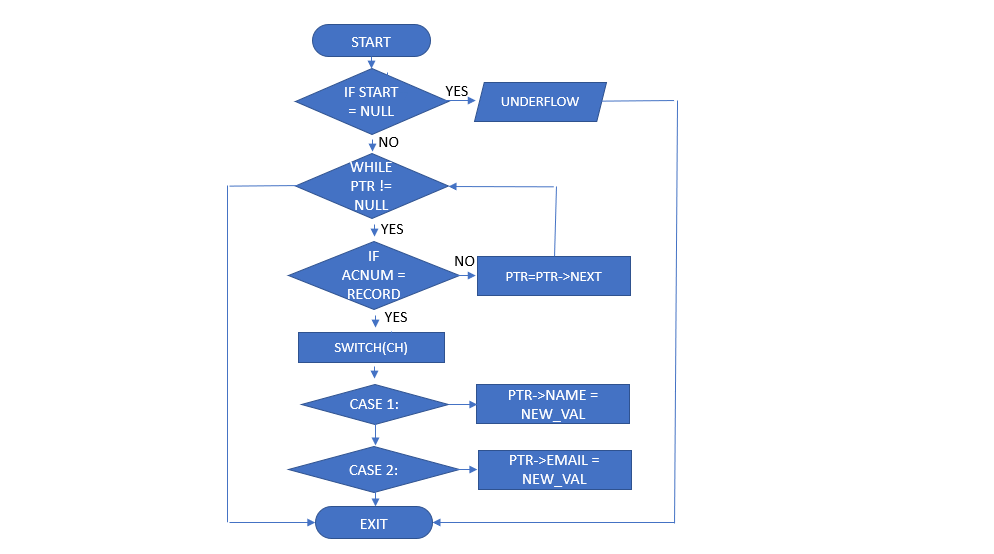 START
IF START
= NULL
YES
UNDERFLOW
NO
WHILE
PTR !=
NULL
YES
IF
ACNUM =
RECORD
NO
PTR=PTR->NEXT
YES
SWITCH(CH)
CASE 1:
PTR->NAME =
NEW_VAL
CASE 2:
PTR->EMAIL =
NEW_VAL
EXIT